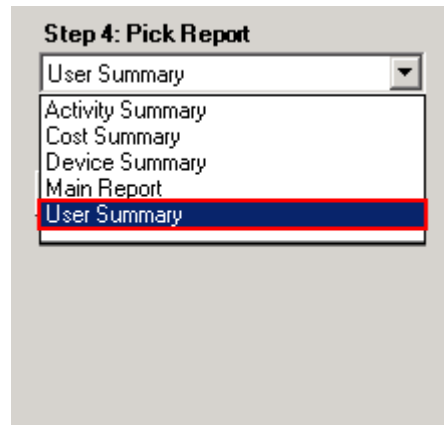 Step 4: Pick Report
User Summary
Activity Summary
Cost Summary
Device Summary
Main Report
User Summary